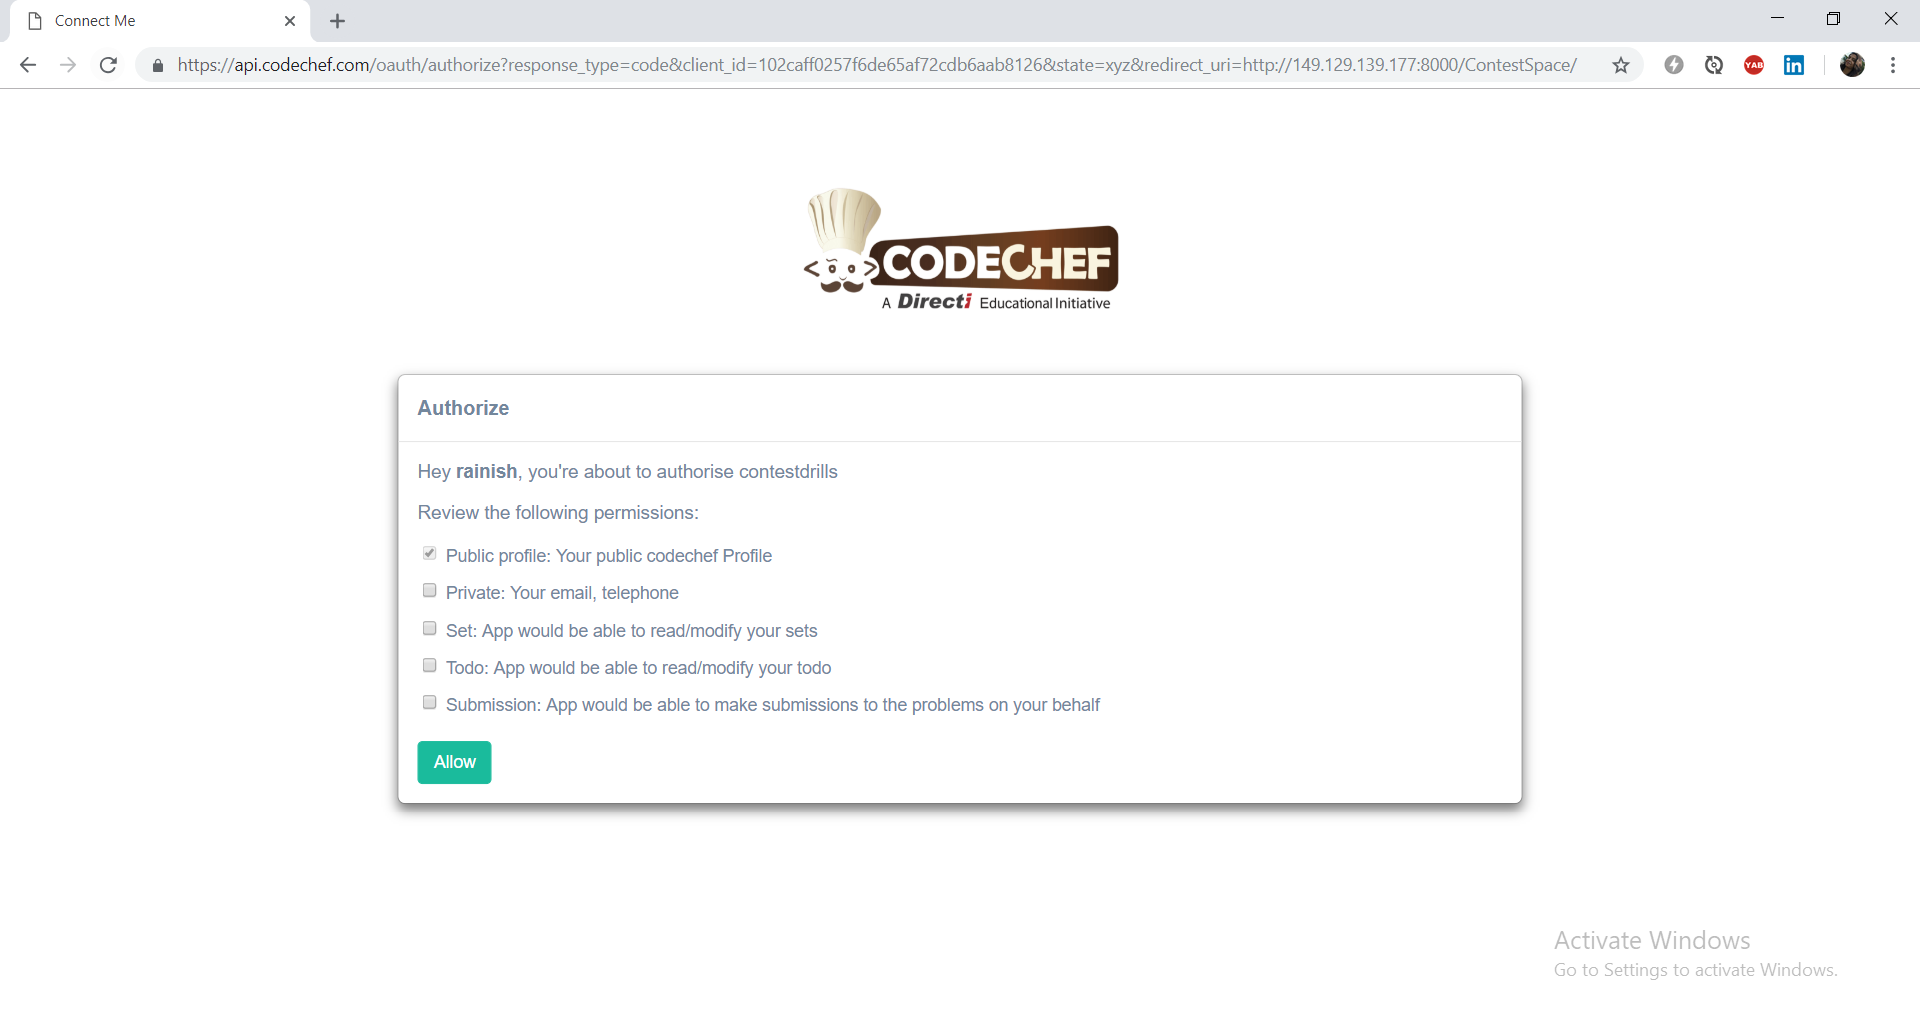 Connect Me
https://api.codechef.com/oauth/authorize?response_type=code&client_id=102caff0257f6de65af72cdb6aab8126&state=xyz&redirect_uri=http://149.129.139.177:8000/ContestSpace/
YAB
in
CODECHEF
A Directi Educational Initiative
Authorize
Hey rainish, you're about to authorise contestdrills
Review the following permissions:
Public profile: Your public codechef Profile
Private: Your email, telephone
Set: App would be able to read/modify your sets
Todo: App would be able to read/modify your todo
Submission: App would be able to make submissions to the problems on your behalf
Allow
Activate Windows
Go to Settings to activate Windows.